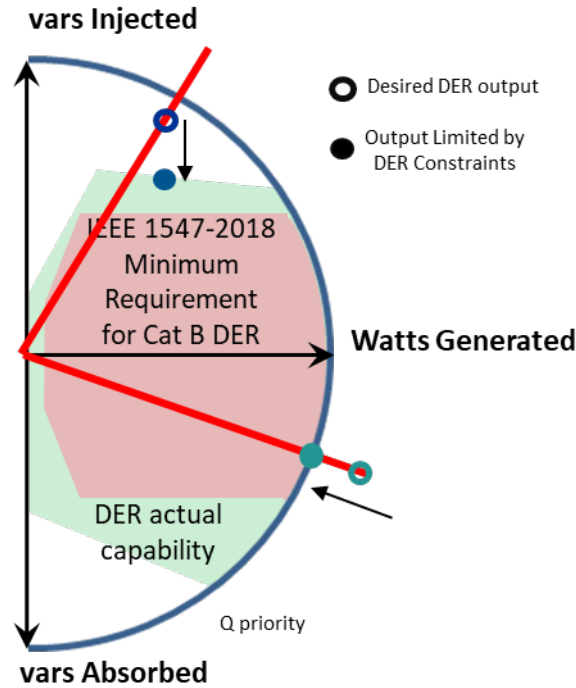 vars Injected
Desired DER output
Output Limited by
DER Constraints
IEEE 1547-2018
Minimum
Requirement
for Cat B DER
Watts Generated
DER actual
capability
Q priority
vars Absorbed